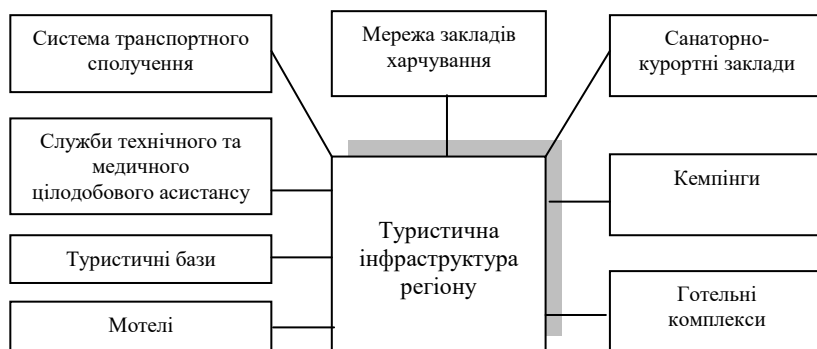 Система транспортного
сполучення
Мережа закладів
харчування
Санаторно-
курортні заклади
Служби технічного та
медичного
цілодобового асистансу
Кемпінги
Туристична
інфраструктура
регіону
Туристичні бази
Готельні
комплекси
Мотелі